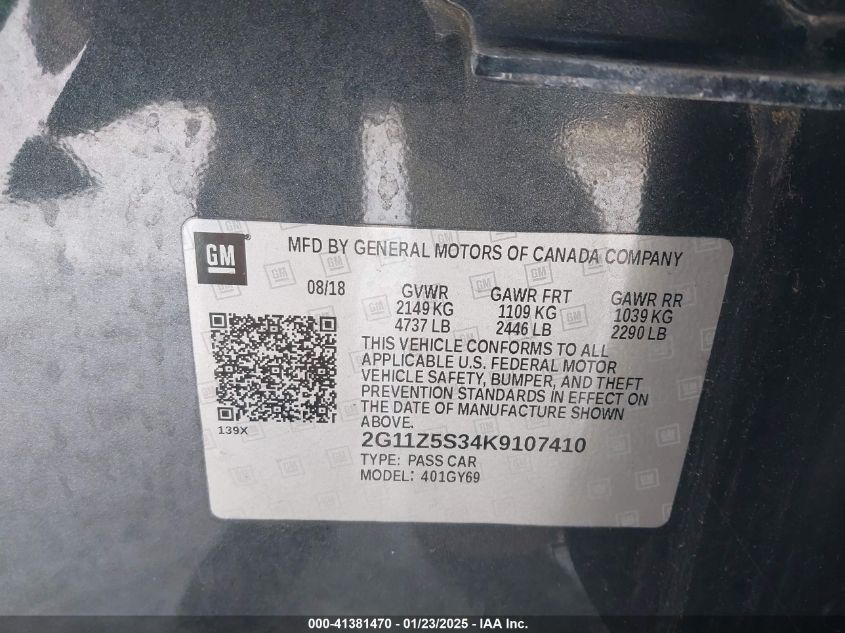 GM
MFD BY GENERAL MOTORS OF CANADA COMPANY
08/18
GVWR
2149 KG
4737 LB
GAWR FRT
1109 KG
2446 LB
GAWR RR
1039 KG
2290 LB
THIS VEHICLE CONFORMS TO ALL
APPLICABLE U.S. FEDERAL MOTOR
VEHICLE SAFETY, BUMPER, AND THEFT
PREVENTION STANDARDS IN EFFECT ON
THE DATE OF MANUFACTURE SHOWN
ABOVE.
139X
2G11Z5S34K9107410
TYPE: PASS CAR
MODEL: 401GY69
000-41381470 - 01/23/2025 - IAA Inc.